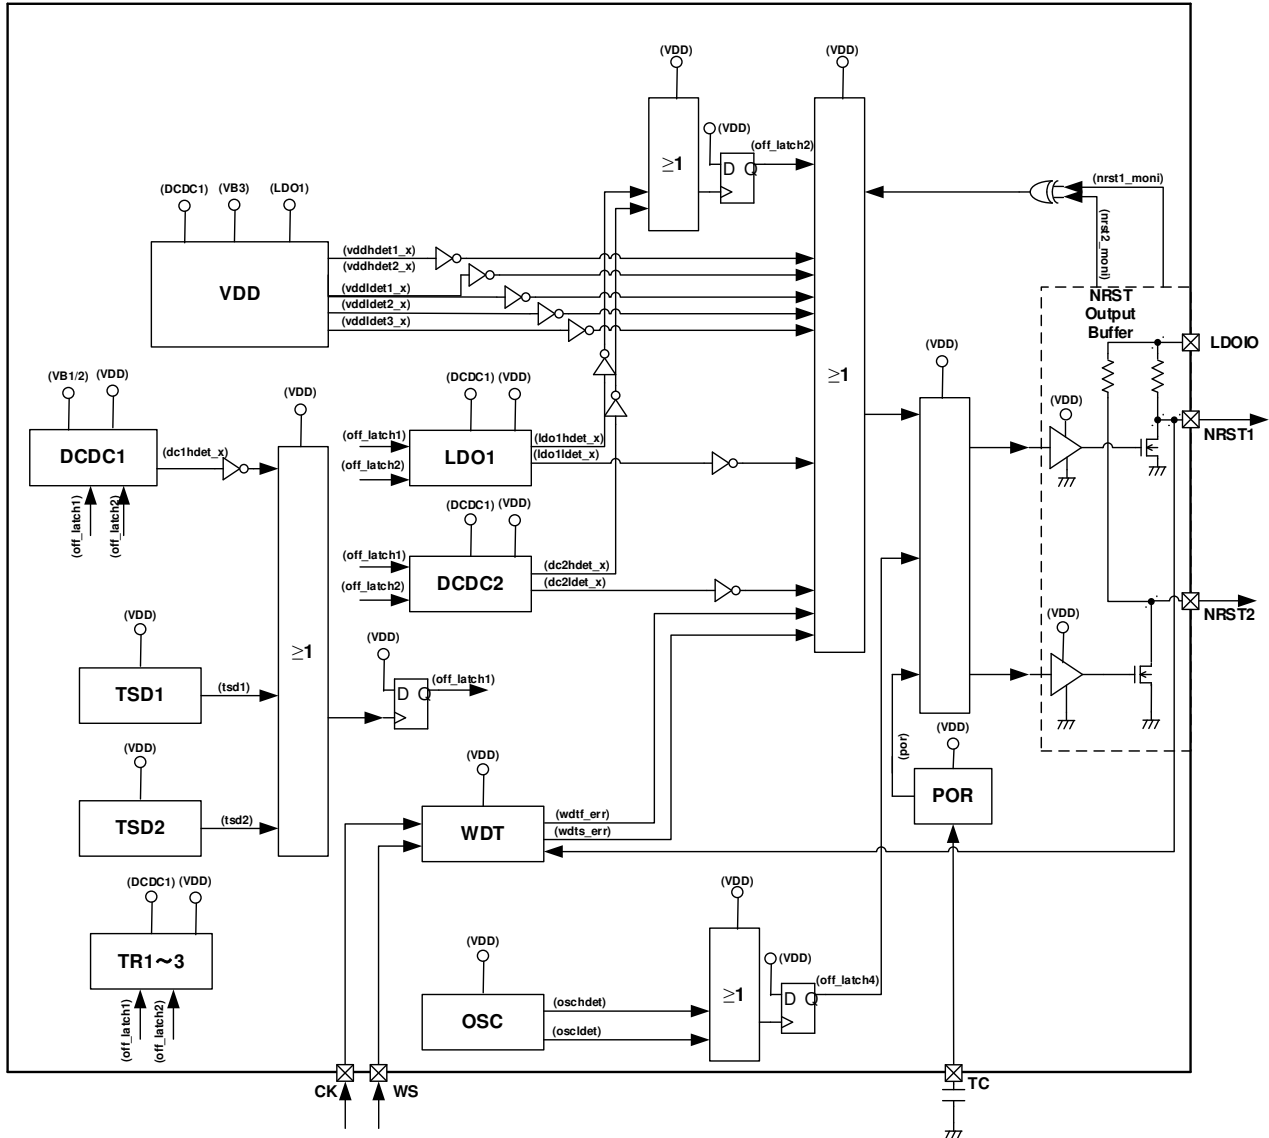 (VDD)
(VDD)
(VDD)
(off_latch2)
≥1
D Q
(nrst1_moni)
(nrst2_moni)
(DCDC1)
(VB3)
(LDO1)
VDD
(vddhdet1_x)
(vddhdet2_x)
(vddldet1_x)
(vddldet2_x)
(vddldet3_x)
NRST
Output
Buffer
LDOIO
(VDD)
≥1
(VB1/2)
(VDD)
(VDD)
(DCDC1)
(VDD)
(VDD)
NRST1
DCDC1
(dc1hdet_x)
(off_latch1)
(off_latch2)
(off_latch1)
(off_latch2)
LDO1
(ldo1hdet_x)
(ldo1ldet_x)
(DCDC1)
(VDD)
(off_latch1)
(off_latch2)
DCDC2
(dc2hdet_x)
(dc2ldet_x)
NRST2
(VDD)
(VDD)
≥1
(VDD)
TSD1
(tsd1)
D Q
(off_latch1)
(VDD)
TSD2
(tsd2)
(VDD)
WDT
(wdtf_err)
(wdts_err)
(por)
(VDD)
POR
(DCDC1)
(VDD)
TR1~3
(off_latch1)
(off_latch2)
(VDD)
OSC
(oschdet)
(oscldet)
(VDD)
≥1
(VDD)
D Q
(off_latch4)
CK
WS
TC